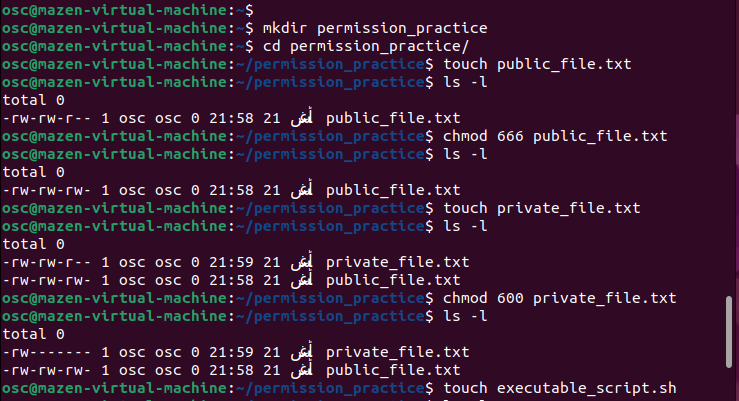 osc@mazen-virtual-machine:~$
osc@mazen-virtual-machine:~$ mkdir permission_practice
osc@mazen-virtual-machine:~$ cd permission_practice/
osc@mazen-virtual-machine:~/permission_practice$ touch public_file.txt
osc@mazen-virtual-machine:~/permission_practice$ ls -l
total 0
-rw-rw-r-- 1 osc osc 0 21:58 21 public_file.txt
osc@mazen-virtual-machine:~/permission_practice$ chmod 666 public_file.txt
osc@mazen-virtual-machine:~/permission_practice$ ls -l
total 0
-rw-rw-rw- 1 osc osc 0 21:58 21 public_file.txt
osc@mazen-virtual-machine:~/permission_practice$ touch private_file.txt
osc@mazen-virtual-machine:~/permission_practice$ ls -l
total 0
-rw-rw-r-- 1 osc osc 0 21:59 21 private_file.txt
-rw-rw-rw- 1 osc osc 0 21:58 21 public_file.txt
osc@mazen-virtual-machine:~/permission_practice$ chmod 600 private_file.txt
osc@mazen-virtual-machine:~/permission_practice$ ls -l
total 0
-rw------- 1 osc osc 0 21:59 21 private_file.txt
-rw-rw-rw- 1 osc osc 0 21:58 21 public_file.txt
osc@mazen-virtual-machine:~/permission_practice$ touch executable_script.sh